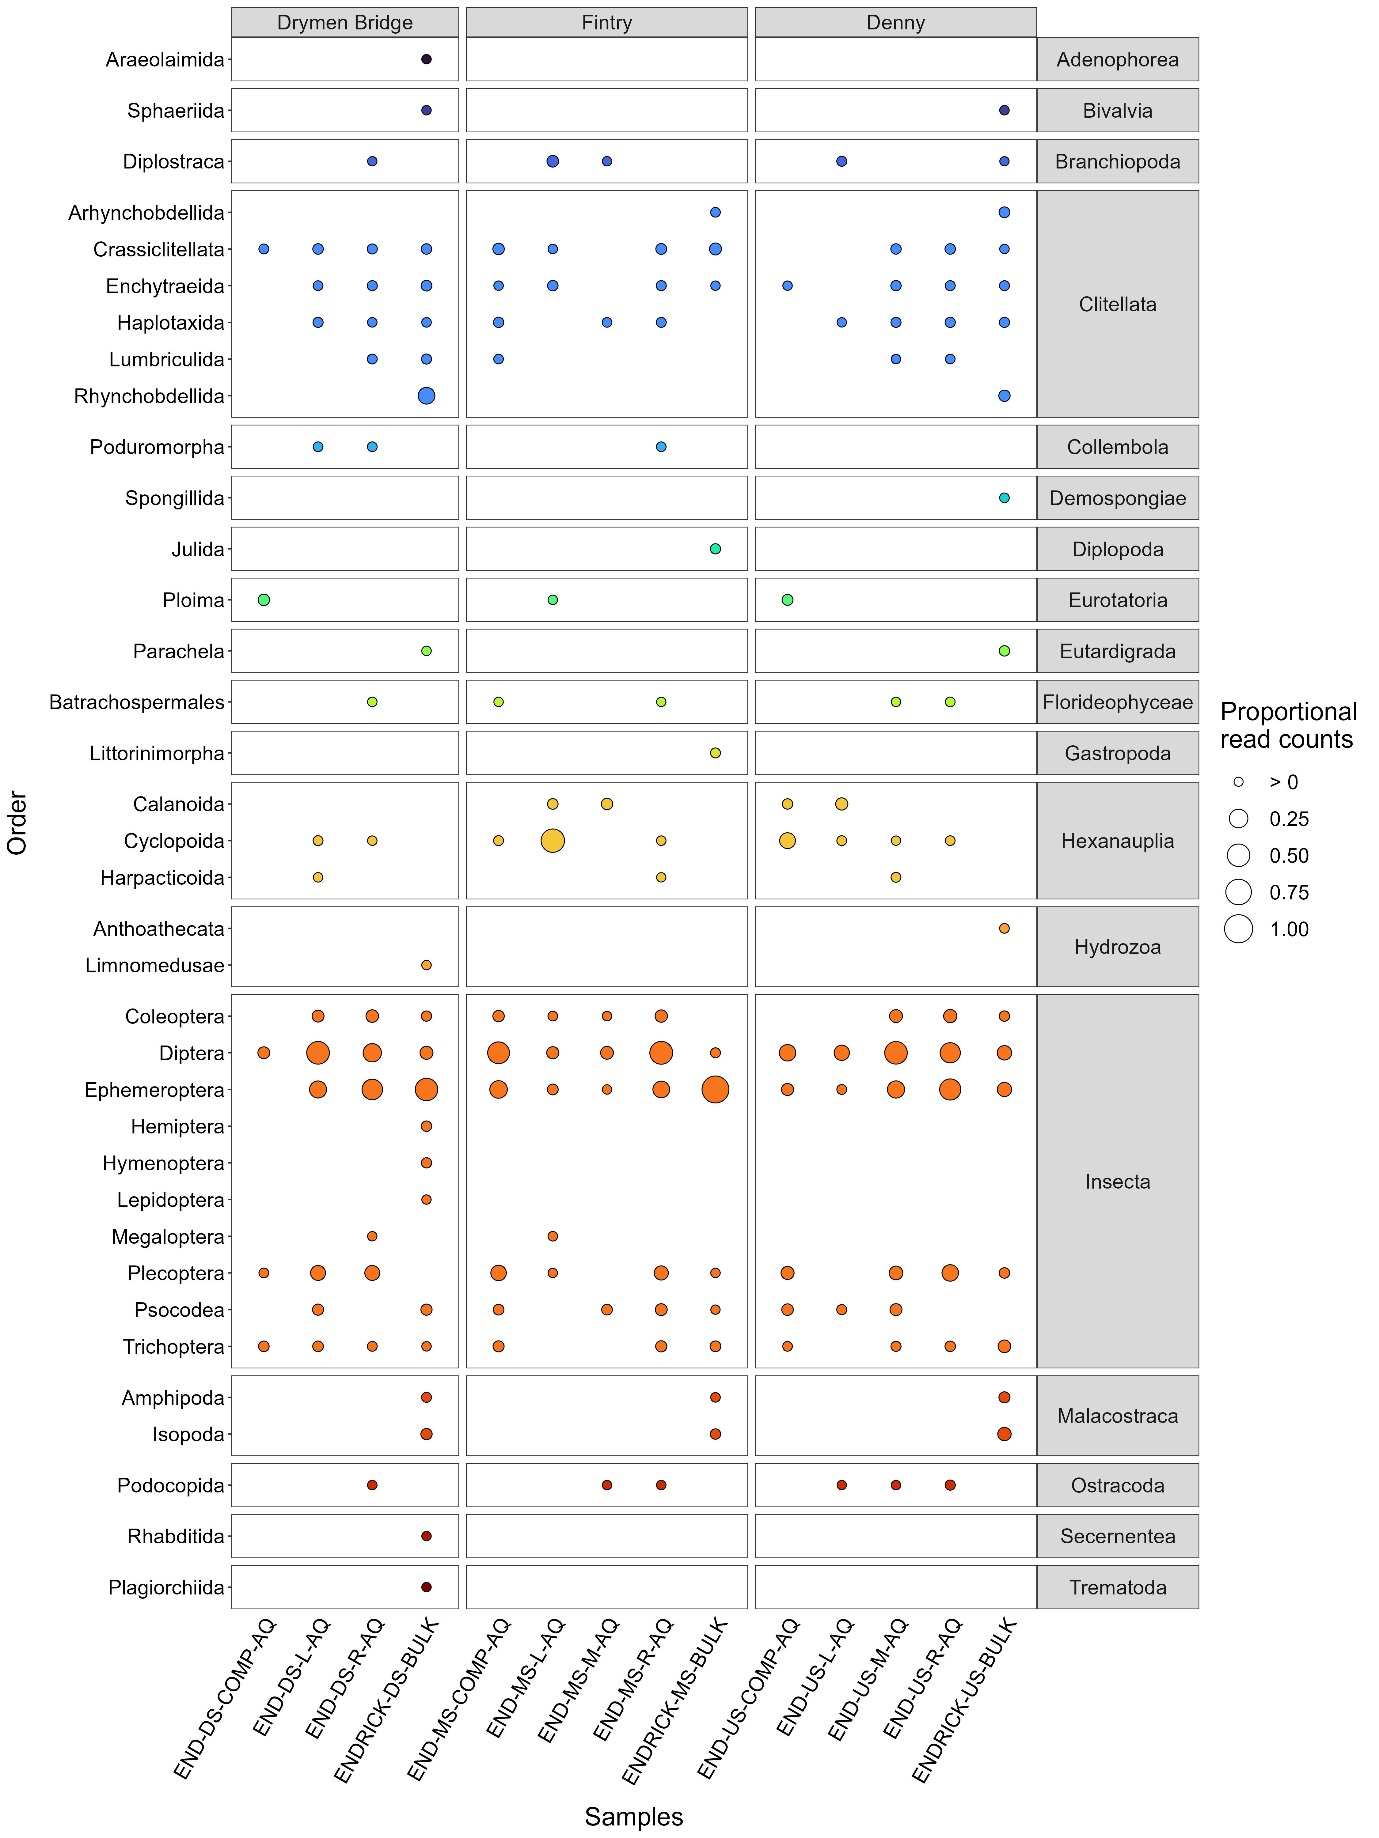 Drymen Bridge Fintry Denny
Araeolaimida Adenophorea
Sphaeriida Bivalvia
Diplostraca Branchiopoda
Arhynchobdellida
Crassiclitellata
Enchytraeida
Clitellata
Haplotaxida
Lumbriculida
Rhynchobdellida
Poduromorpha Collembola
Spongillida Demospongiae
Julida Diplopoda
Ploima Eurotatoria
Parachela Eutardigrada
Batrachospermales Florideophyceae
Littorinimorpha Gastropoda
Calanoida
Cyclopoida Hexanauplia
Harpacticoida
Anthoathecata
Hydrozoa
Limnomedusae
Coleoptera
Diptera
Ephemeroptera
Hemiptera
Hymenoptera
Insecta
Lepidoptera
Megaloptera
Plecoptera
Psocodea
Trichoptera
Amphipoda
Malacostraca
Isopoda
Podocopida Ostracoda
Rhabditida Secernentea
Plagiorchiida Trematoda
Order
END-DS-COMP-AQ
END-DS-L-AQ
END-DS-R-AQ
ENDRICK-DS-BULK
END-MS-COMP-AQ
END-MS-L-AQ
END-MS-M-AQ
END-MS-R-AQ
ENDRICK-MS-BULK
END-US-COMP-AQ
END-US-L-AQ
END-US-M-AQ
END-US-R-AQ
ENDRICK-US-BULK
Samples
Proportional
read counts
> 0
0.25
0.50
0.75
1.00